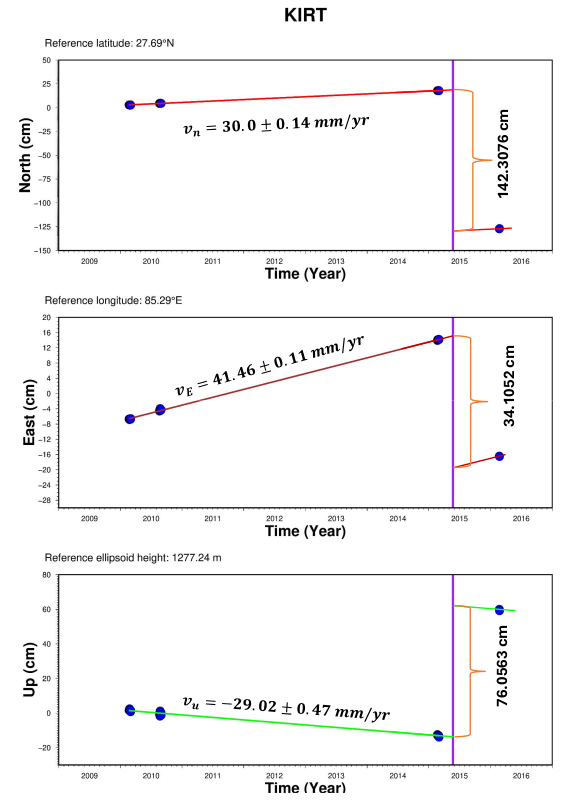 KIRT
Reference latitude: 27.69°N
North (cm)
50
25
0
−25
−50
−75
−100
−125
−150
v_n = 30.0 ± 0.14 mm/yr
142.3076 cm
2009 2010 2011 2012 2013 2014 2015 2016
Time (Year)
Reference longitude: 85.29°E
East (cm)
20
16
12
8
4
0
−4
−8
−12
−16
−20
−24
−28
v_E = 41.46 ± 0.11 mm/yr
34.1052 cm
2009 2010 2011 2012 2013 2014 2015 2016
Time (Year)
Reference ellipsoid height: 1277.24 m
Up (cm)
80
60
40
20
0
−20
v_u = −29.02 ± 0.47 mm/yr
76.0563 cm
2009 2010 2011 2012 2013 2014 2015 2016
Time (Year)